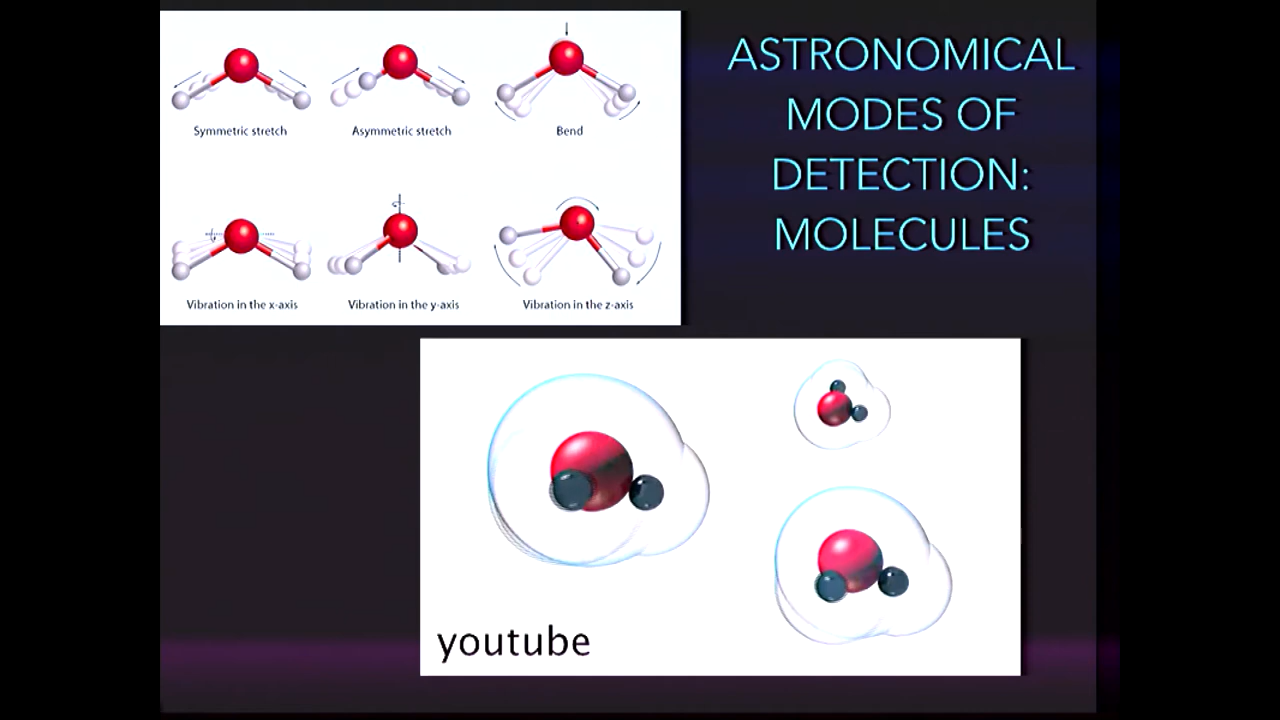 ASTRONOMICAL
MODES OF
DETECTION:
MOLECULES
Symmetric stretch
Asymmetric stretch
Bend
Vibration in the x-axis
Vibration in the y-axis
Vibration in the z-axis
youtube